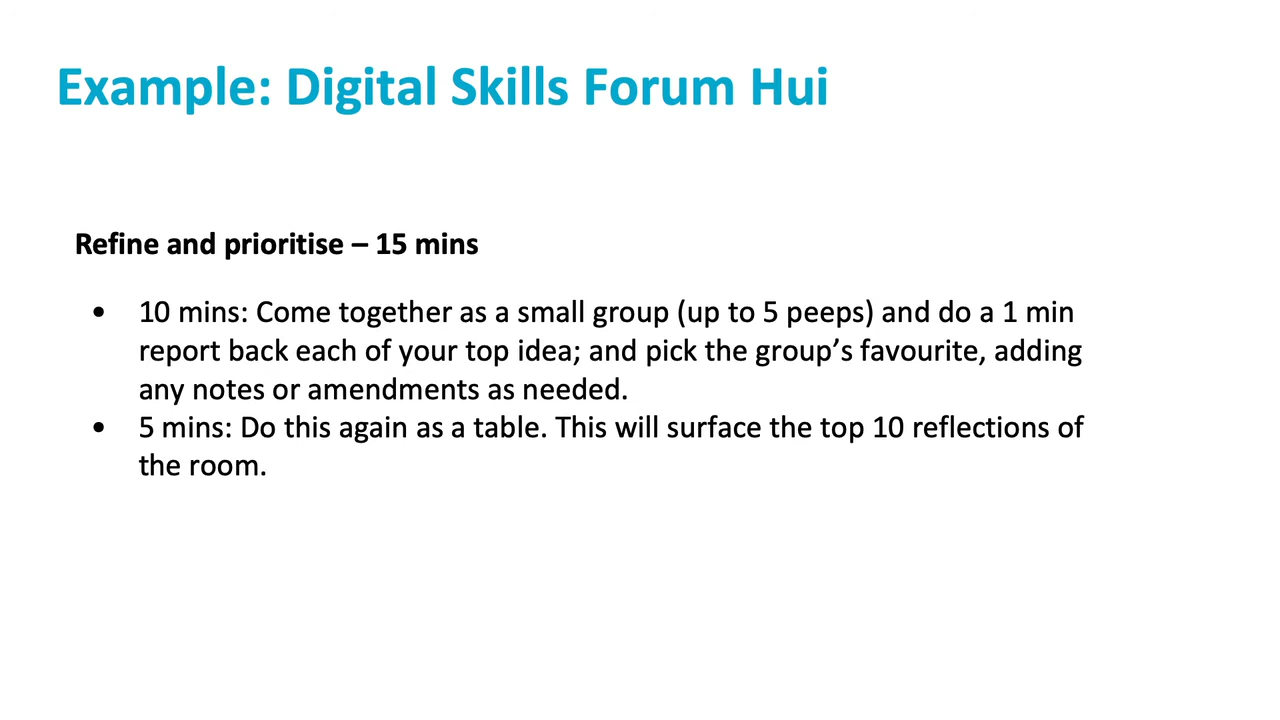 Example: Digital Skills Forum Hui
Refine and prioritise – 15 mins
• 10 mins: Come together as a small group (up to 5 peeps) and do a 1 min
report back each of your top idea; and pick the group’s favourite, adding
any notes or amendments as needed.
• 5 mins: Do this again as a table. This will surface the top 10 reflections of
the room.